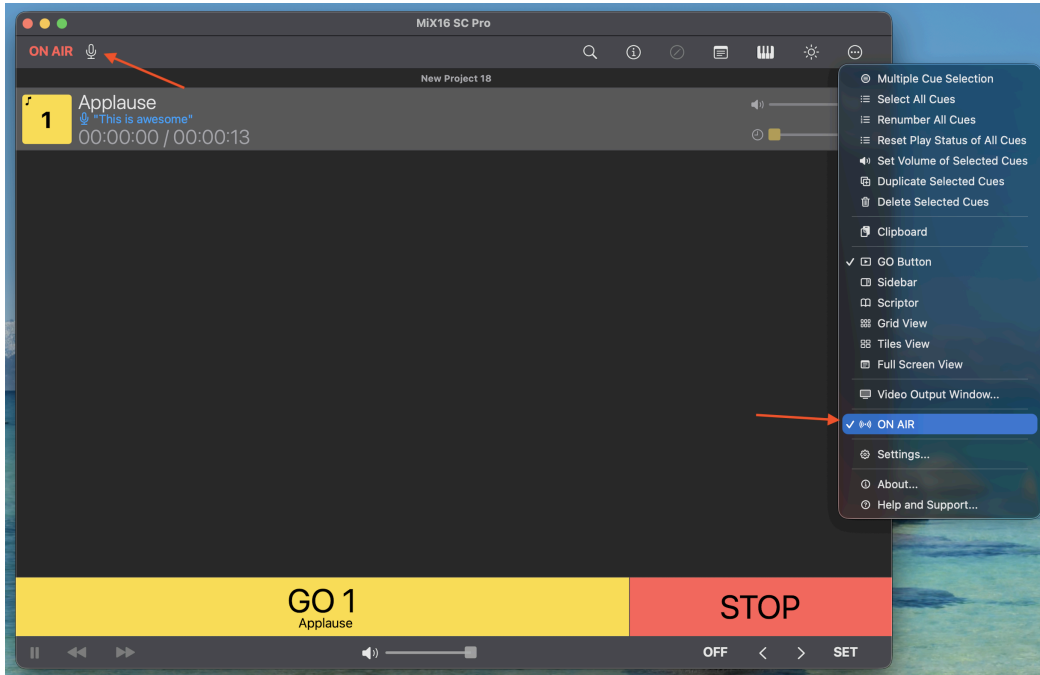 MiX16 SC Pro
ON AIR
New Project 18
1
Applause
"This is awesome"
00:00:00 / 00:00:13
Multiple Cue Selection
Select All Cues
Renumber All Cues
Reset Play Status of All Cues
Set Volume of Selected Cues
Duplicate Selected Cues
Delete Selected Cues
Clipboard
GO Button
Sidebar
Scriptor
Grid View
Tiles View
Full Screen View
Video Output Window...
ON AIR
Settings...
About...
Help and Support...
GO 1
Applause
STOP
OFF
SET